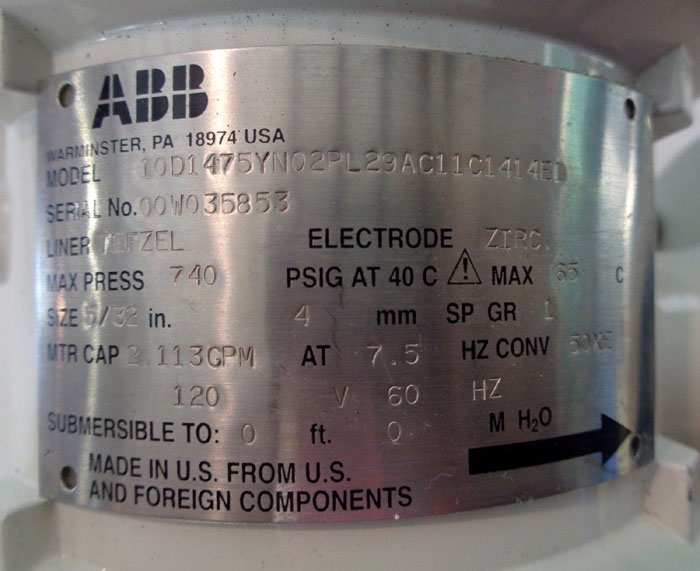 ABB
WARMINSTER, PA 18974 USA
MODEL 10D1475YN02PL29AC11C1414E1
SERIAL No. 00W035853
LINER TEFZEL ELECTRODE ZIRC.
MAX PRESS 740 PSIG AT 40 C MAX 65 C
SIZE 5/32 in. 4 mm SP GR 1
MTR CAP 2.113GPM AT 7.5 HZ CONV
120 V 60 HZ
SUBMERSIBLE TO: 0 ft. 0 M H₂O
MADE IN U.S. FROM U.S.
AND FOREIGN COMPONENTS